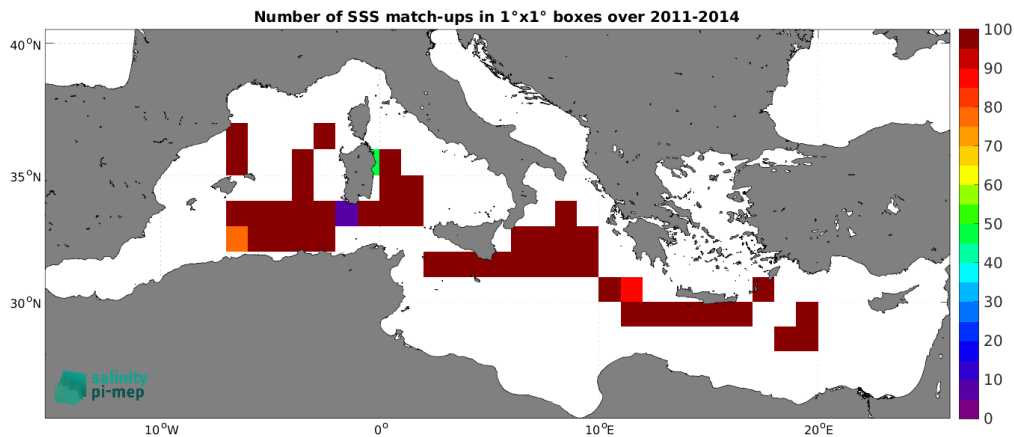 Number of SSS match-ups in 1°x1° boxes over 2011-2014
40°N
35°N
30°N
10°W
0°
10°E
20°E
100
90
80
70
60
50
40
30
20
10
0
salinity
pi-mep